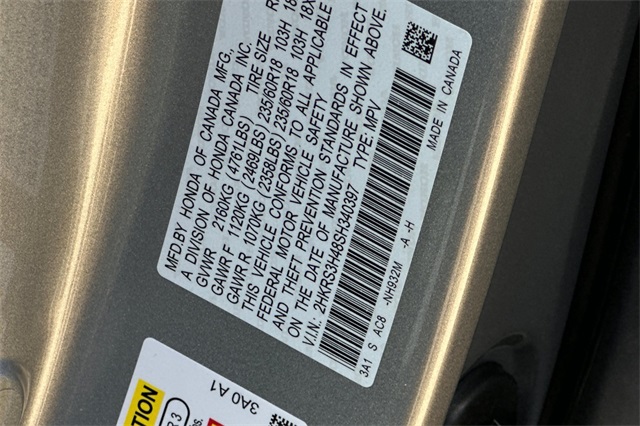 MFD.BY HONDA OF CANADA MFG.,
A DIVISION OF HONDA CANADA INC.
GVWR 2160KG (4761LBS) TIRE SIZE
GAWR F 1120KG (2469LBS) 235/60R18 103H 18
GAWR R 1070KG (2358LBS) 235/60R18 103H 18X
THIS VEHICLE CONFORMS TO ALL APPLICABLE
FEDERAL MOTOR VEHICLE SAFETY
AND THEFT PREVENTION STANDARDS IN EFFECT
ON THE DATE OF MANUFACTURE SHOWN ABOVE.
V.I.N.: 2HKRS3H48SH340397 TYPE: MPV
3A1 S AC8 -NH932M -A -H
MADE IN CANADA
3A0 A1
R 3